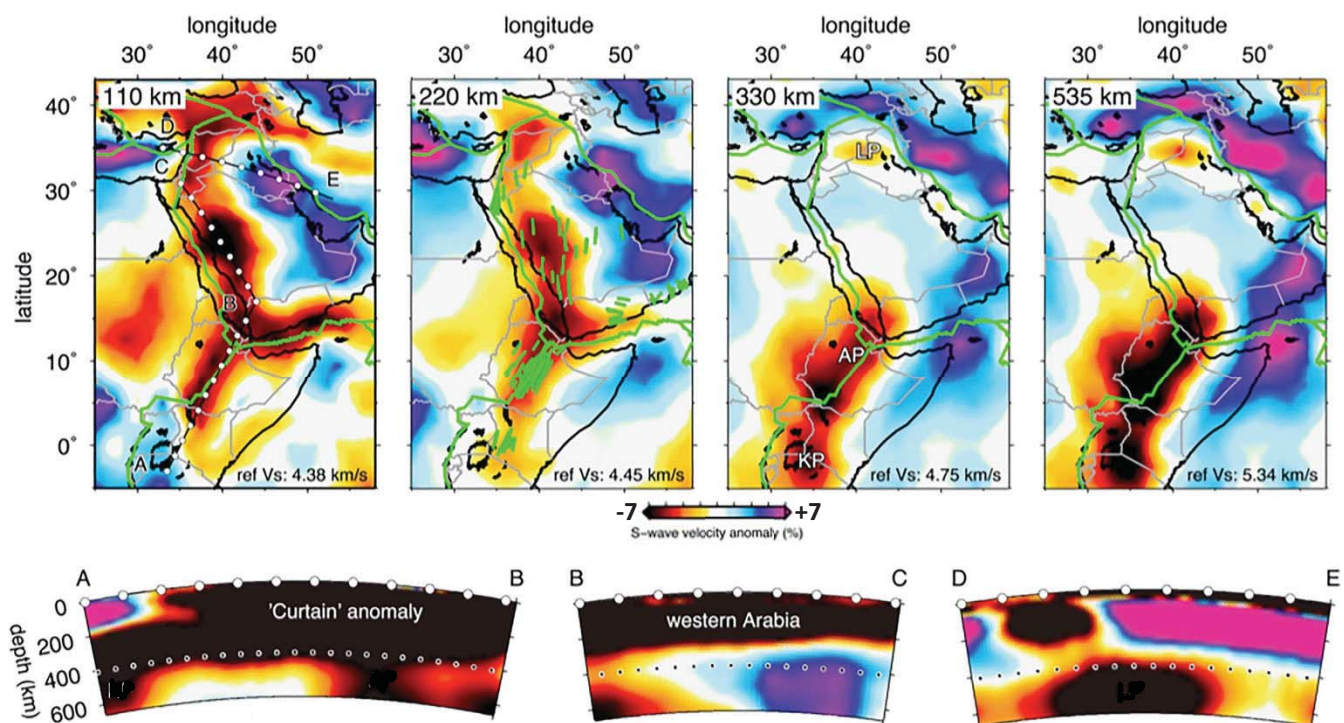 longitude longitude longitude longitude
30° 40° 50° 30° 40° 50° 30° 40° 50° 30° 40° 50°
40° 110 km 220 km 330 km 535 km
D
C LP
30° E
latitude
20°
B
10° AP
0°
A KP
ref Vs: 4.38 km/s ref Vs: 4.45 km/s ref Vs: 4.75 km/s ref Vs: 5.34 km/s
-7 +7
S-wave velocity anomaly (%)
A B B C D E
0 'Curtain' anomaly western Arabia
200
400
600
depth (km)
LP